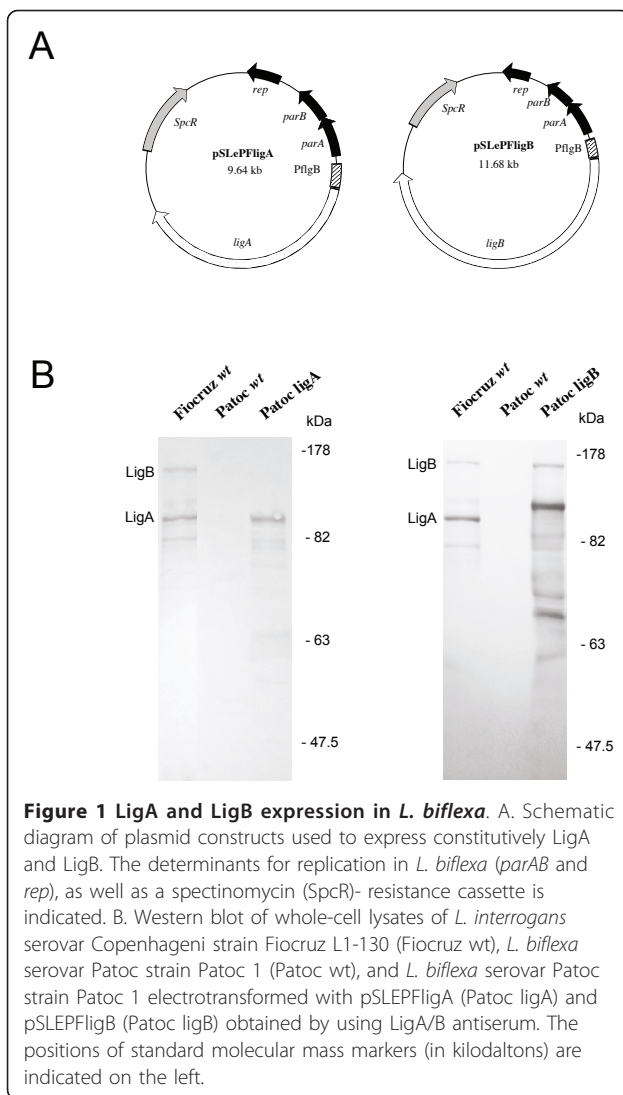 A
rep
parB
parA
PflgB
SpcR
pSLePFligA
9.64 kb
ligA
rep
parB
parA
PflgB
SpcR
pSLePFligB
11.68 kb
ligB
B
Fiocruz wt
Patoc wt
Patoc ligA
kDa
-178
LigB
LigA
- 82
- 63
- 47.5
Fiocruz wt
Patoc wt
Patoc ligB
kDa
-178
LigB
LigA
- 82
- 63
- 47.5
Figure 1 LigA and LigB expression in L. biflexa. A. Schematic
diagram of plasmid constructs used to express constitutively LigA
and LigB. The determinants for replication in L. biflexa (parAB and
rep), as well as a spectinomycin (SpcR)- resistance cassette is
indicated. B. Western blot of whole-cell lysates of L. interrogans
serovar Copenhageni strain Fiocruz L1-130 (Fiocruz wt), L. biflexa
serovar Patoc strain Patoc 1 (Patoc wt), and L. biflexa serovar Patoc
strain Patoc 1 electrotransformed with pSLEPFligA (Patoc ligA) and
pSLEPFligB (Patoc ligB) obtained by using LigA/B antiserum. The
positions of standard molecular mass markers (in kilodaltons) are
indicated on the left.